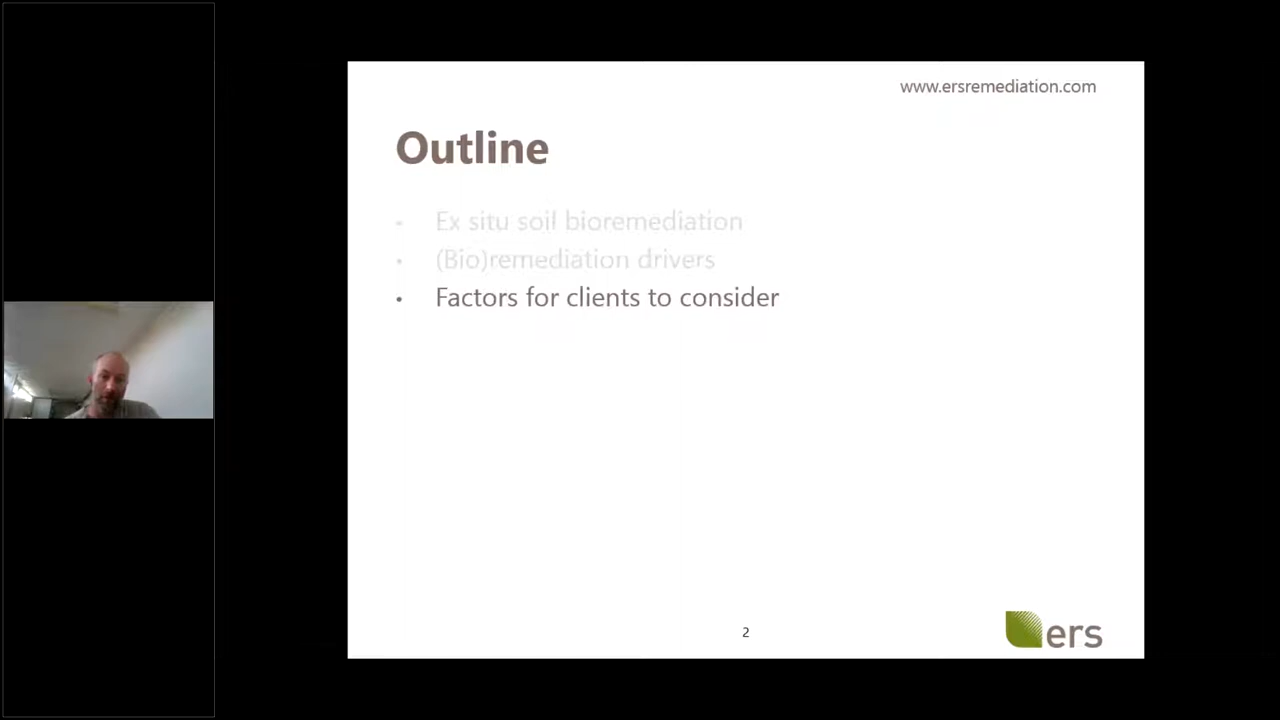 www.ersremediation.com
Outline
- Ex situ soil bioremediation
• (Bio)remediation drivers
• Factors for clients to consider
2
ers